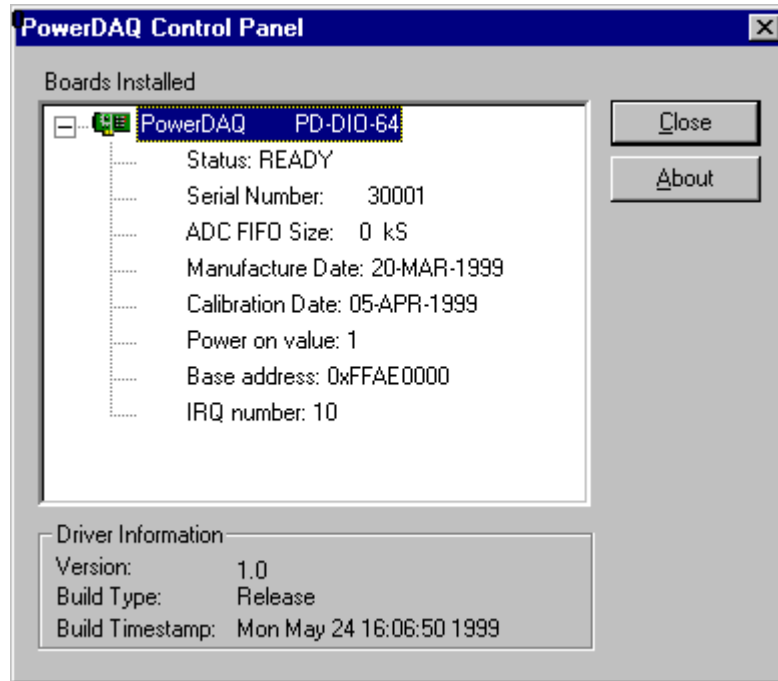 PowerDAQ Control Panel
Boards Installed
PowerDAQ PD-DIO-64
Status: READY
Serial Number: 30001
ADC FIFO Size: 0 kS
Manufacture Date: 20-MAR-1999
Calibration Date: 05-APR-1999
Power on value: 1
Base address: 0xFFAE0000
IRQ number: 10
Close
About
Driver Information
Version: 1.0
Build Type: Release
Build Timestamp: Mon May 24 16:06:50 1999